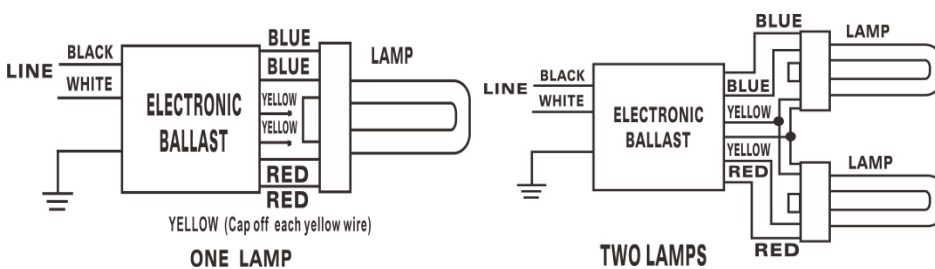 BLUE
LAMP
BLACK
BLUE
LINE
WHITE
YELLOW
ELECTRONIC
BALLAST
YELLOW
RED
RED
YELLOW (Cap off each yellow wire)
ONE LAMP
BLUE
LAMP
BLACK
BLUE
LINE
WHITE
YELLOW
ELECTRONIC
BALLAST
YELLOW
RED
LAMP
RED
TWO LAMPS